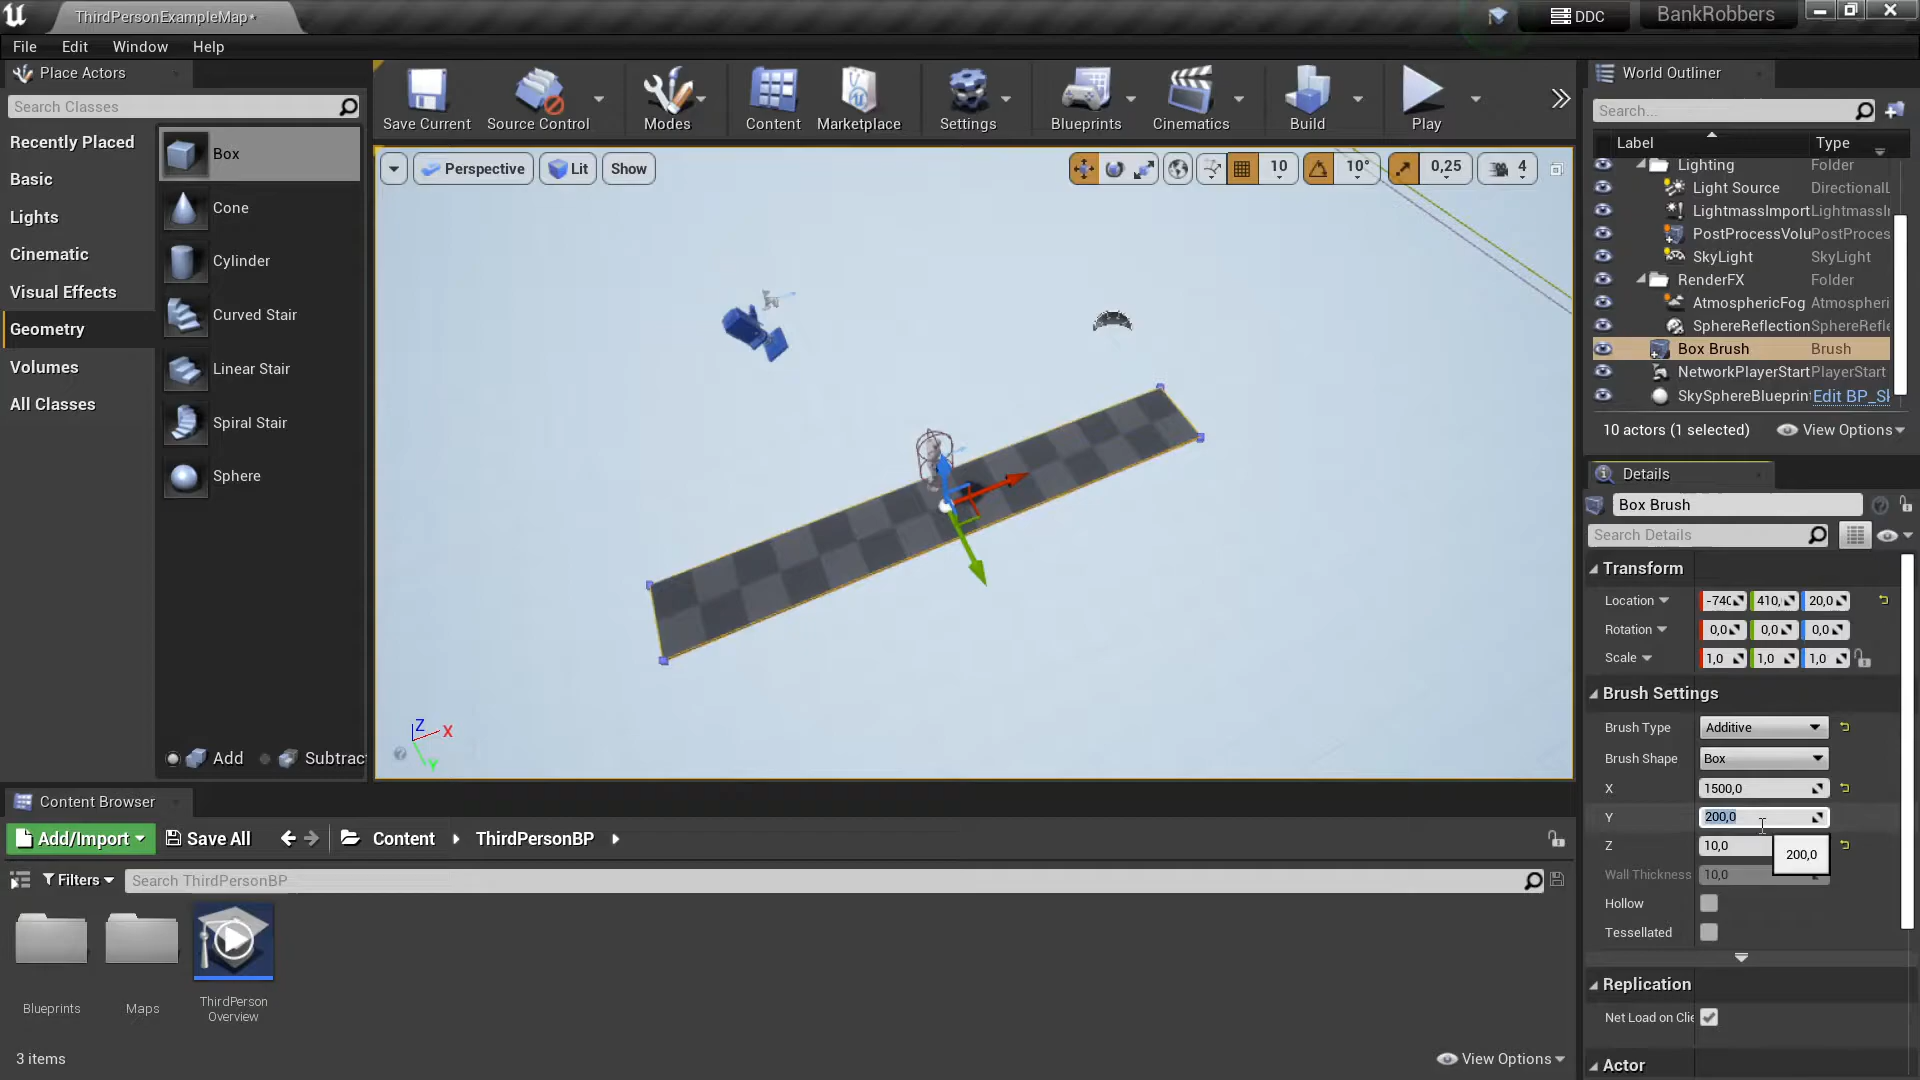 ThirdPersonExampleMap*
DDC
BankRobbers
File
Edit
Window
Help
Place Actors
Search Classes
Recently Placed
Basic
Lights
Cinematic
Visual Effects
Geometry
Volumes
All Classes
Box
Cone
Cylinder
Curved Stair
Linear Stair
Spiral Stair
Sphere
Add
Subtrac
Save Current
Source Control
Modes
Content
Marketplace
Settings
Blueprints
Cinematics
Build
Play
Perspective
Lit
Show
10
10°
0,25
4
Z
X
Y
World Outliner
Search...
Label
Type
Lighting
Folder
Light Source
DirectionalL
LightmassImport
LightmassI
PostProcessVolu
PostProces
SkyLight
SkyLight
RenderFX
Folder
AtmosphericFog
Atmospheri
SphereReflection
SphereRefle
Box Brush
Brush
NetworkPlayerStart
PlayerStart
SkySphereBlueprin
Edit BP_Sk
10 actors (1 selected)
View Options
Details
Box Brush
Search Details
Transform
Location
-740
410,
20,0
Rotation
0,0
0,0
0,0
Scale
1,0
1,0
1,0
Brush Settings
Brush Type
Additive
Brush Shape
Box
X
1500,0
Y
200,0
Z
10,0
200,0
Wall Thickness
10,0
Hollow
Tessellated
Replication
Net Load on Clie
Actor
Content Browser
Add/Import
Save All
Content
ThirdPersonBP
Filters
Search ThirdPersonBP
Blueprints
Maps
ThirdPerson
Overview
3 items
View Options